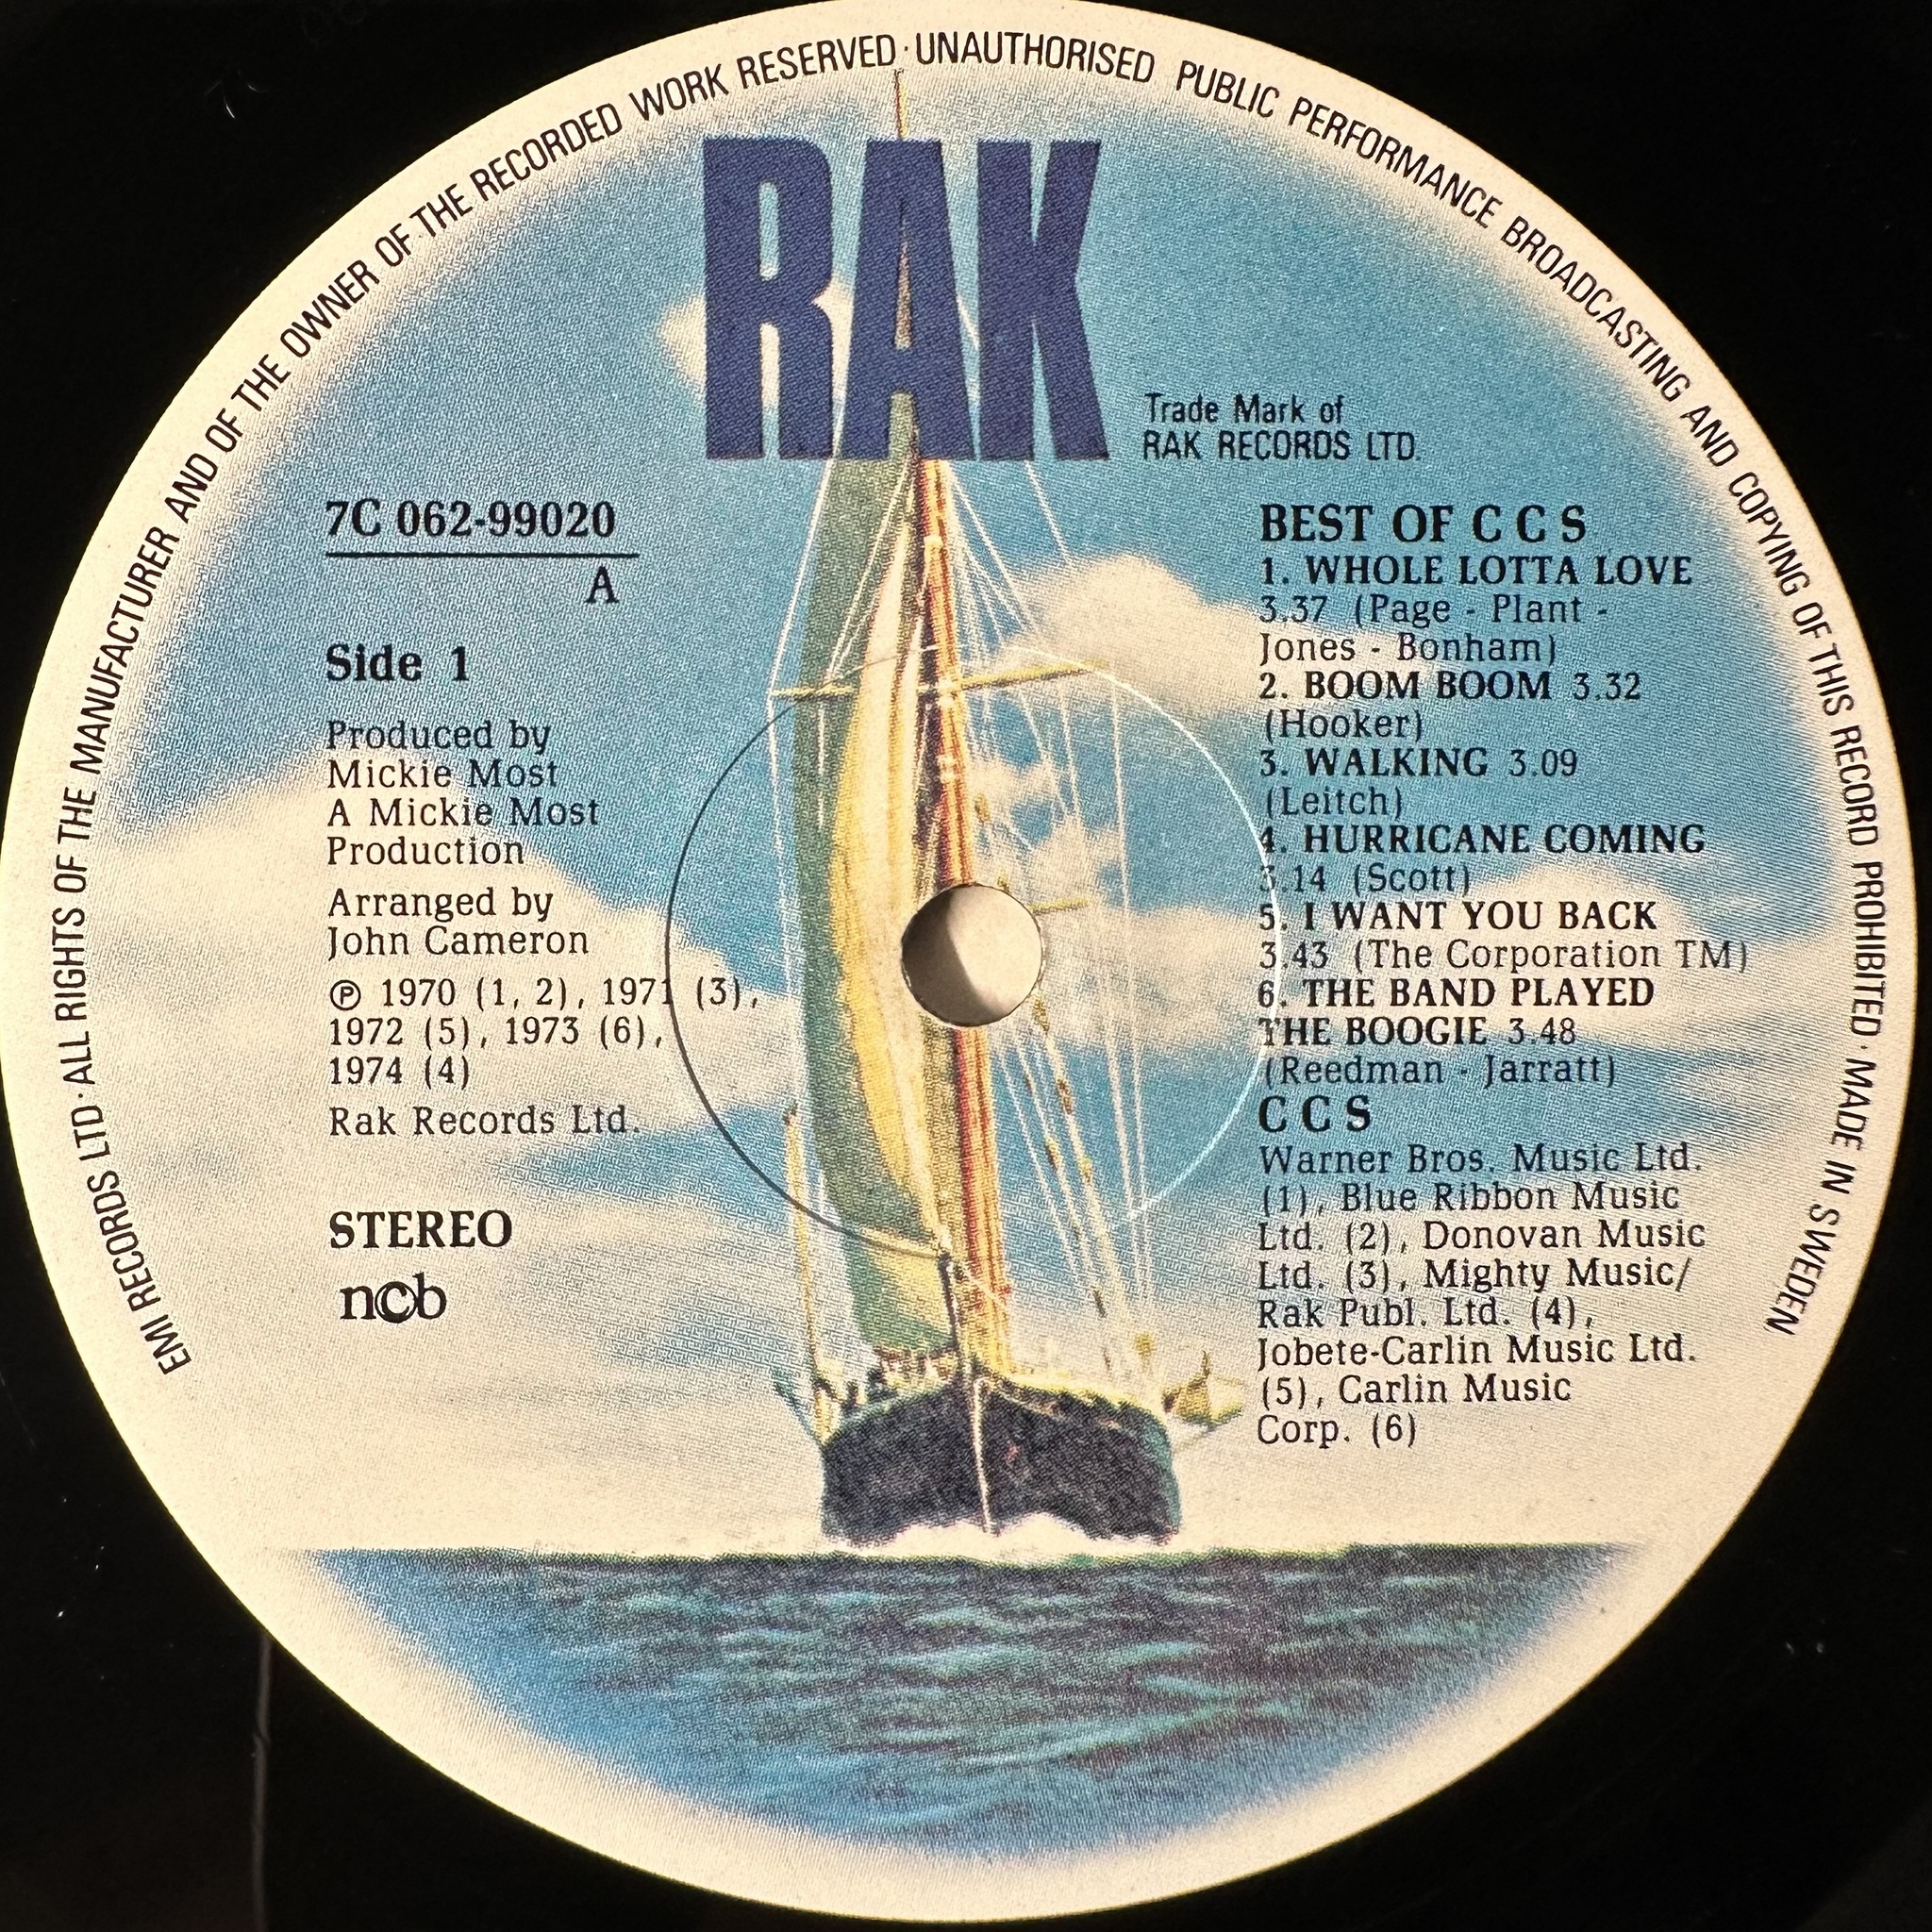 EMI RECORDS LTD · ALL RIGHTS OF THE MANUFACTURER AND OF THE OWNER OF THE RECORDED WORK RESERVED · UNAUTHORISED PUBLIC PERFORMANCE BROADCASTING AND COPYING OF THIS RECORD PROHIBITED · MADE IN SWEDEN
RAK
Trade Mark of
RAK RECORDS LTD.
7C 062-99020
A
Side 1
Produced by
Mickie Most
A Mickie Most
Production
Arranged by
John Cameron
℗ 1970 (1, 2), 1971 (3),
1972 (5), 1973 (6),
1974 (4)
Rak Records Ltd.
STEREO
ncb
BEST OF C C S
1. WHOLE LOTTA LOVE
3.37 (Page - Plant -
Jones - Bonham)
2. BOOM BOOM 3.32
(Hooker)
3. WALKING 3.09
(Leitch)
4. HURRICANE COMING
3.14 (Scott)
5. I WANT YOU BACK
3.43 (The Corporation TM)
6. THE BAND PLAYED
THE BOOGIE 3.48
(Reedman - Jarratt)
C C S
Warner Bros. Music Ltd.
(1), Blue Ribbon Music
Ltd. (2), Donovan Music
Ltd. (3), Mighty Music/
Rak Publ. Ltd. (4),
Jobete-Carlin Music Ltd.
(5), Carlin Music
Corp. (6)